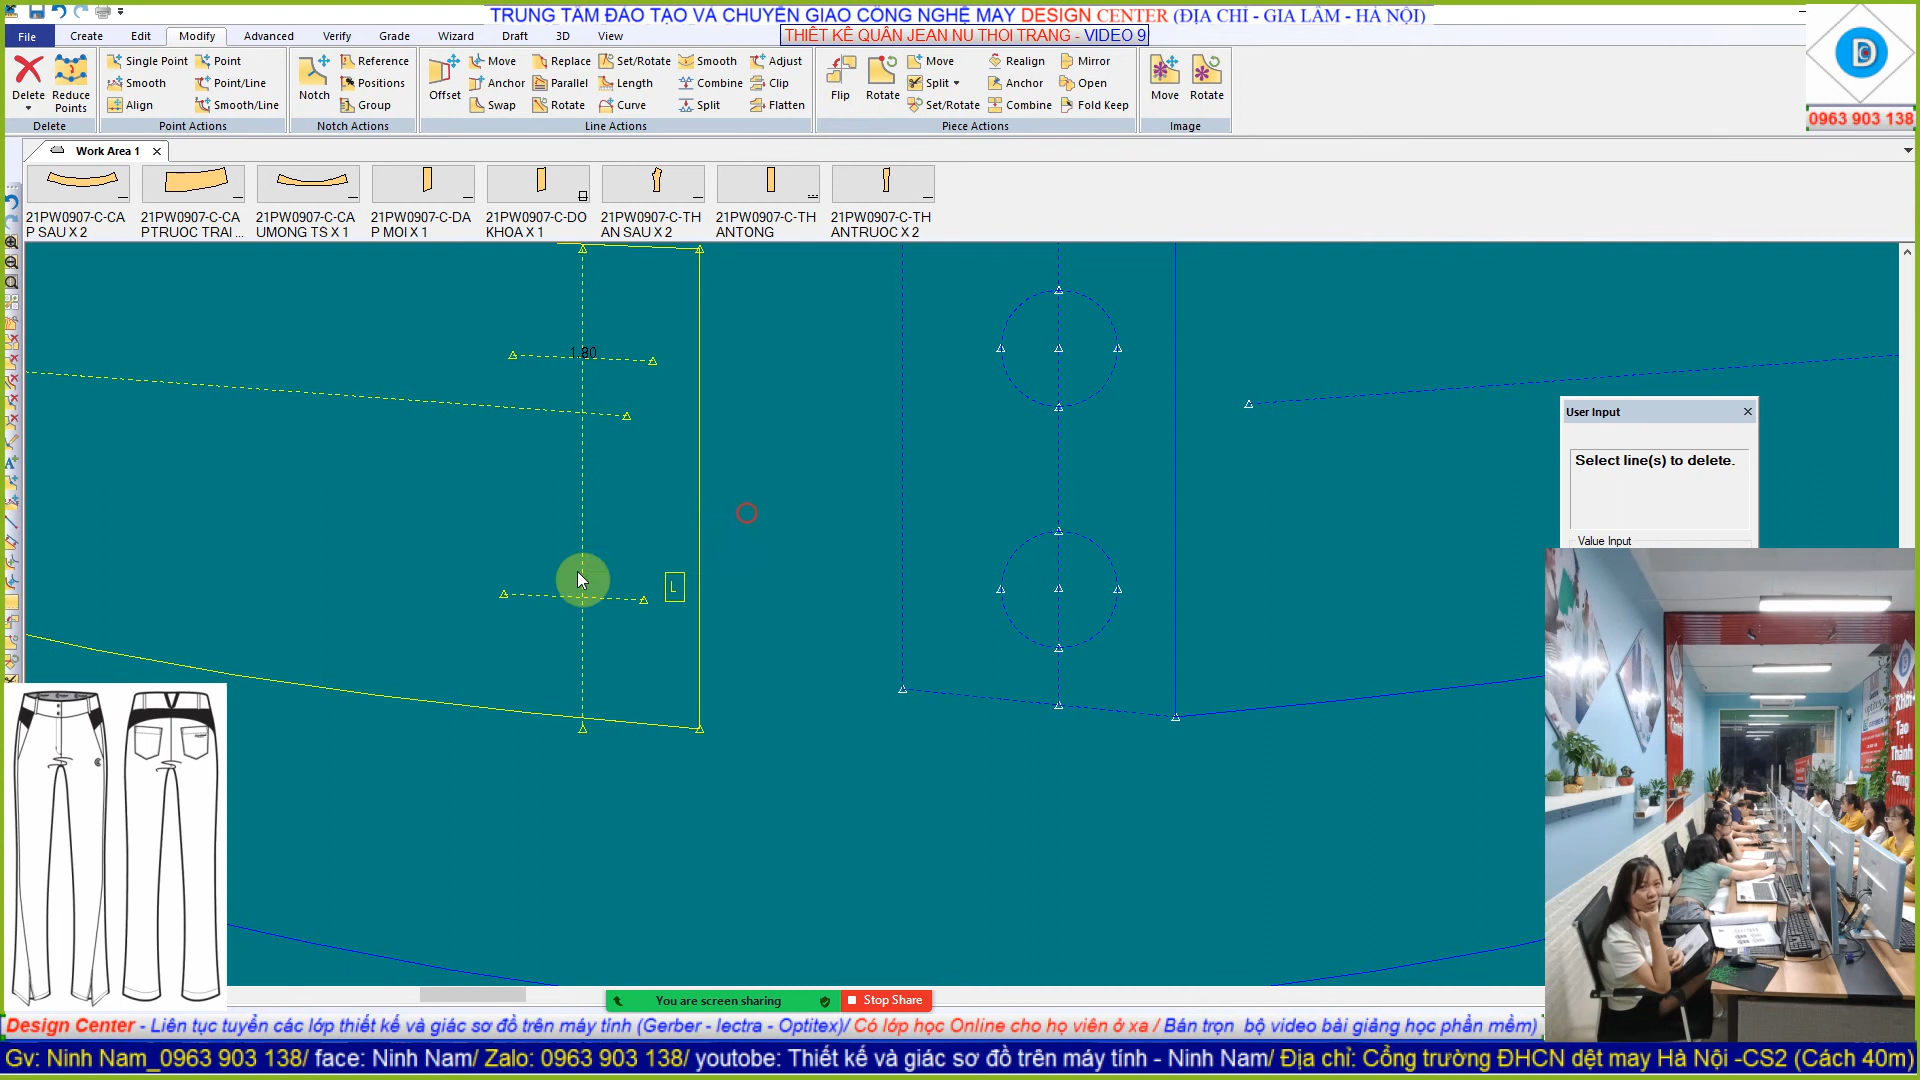 TRUNG TÂM ĐÀO TẠO VÀ CHUYỂN GIAO CÔNG NGHỆ MAY DESIGN CENTER (ĐỊA CHỈ - GIA LÂM - HÀ NỘI)
THIẾT KẾ QUẦN JEAN NỮ THỜI TRANG - VIDEO 9
File Create Edit Modify Advanced Verify Grade Wizard Draft 3D View
Delete
Reduce Points
Single Point
Smooth
Align
Point
Point/Line
Smooth/Line
Notch
Reference
Positions
Group
Offset
Move
Anchor
Swap
Replace
Parallel
Rotate
Set/Rotate
Length
Curve
Smooth
Combine
Split
Adjust
Clip
Flatten
Flip
Rotate
Move
Split
Set/Rotate
Realign
Anchor
Combine
Mirror
Open
Fold Keep
Move
Rotate
Delete
Point Actions
Notch Actions
Line Actions
Piece Actions
Image
0963 903 138
Work Area 1
21PW0907-C-CA
P SAU X 2
21PW0907-C-CA
PTRUOC TRAI ...
21PW0907-C-CA
UMONG TS X 1
21PW0907-C-DA
P MOI X 1
21PW0907-C-DO
KHOA X 1
21PW0907-C-TH
AN SAU X 2
21PW0907-C-TH
ANTONG
21PW0907-C-TH
ANTRUOC X 2
1.80
L
User Input
Select line(s) to delete.
Value Input
Khởi
Tạo
Thành
Công
You are screen sharing
Stop Share
Design Center - Liên tục tuyển các lớp thiết kế và giác sơ đồ trên máy tính (Gerber - lectra - Optitex)/ Có lớp học Online cho họ viên ở xa / Bán trọn bộ video bài giảng học phần mềm)
Gv: Ninh Nam_0963 903 138/ face: Ninh Nam/ Zalo: 0963 903 138/ youtobe: Thiết kế và giác sơ đồ trên máy tính - Ninh Nam/ Địa chỉ: Cổng trường ĐHCN dệt may Hà Nội -CS2 (Cách 40m)